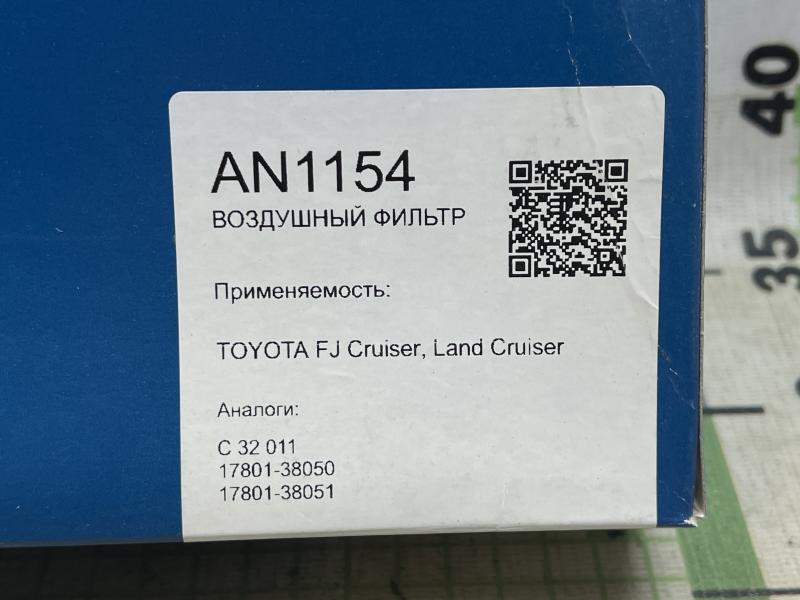 AN1154
ВОЗДУШНЫЙ ФИЛЬТР
Применяемость:
TOYOTA FJ Cruiser, Land Cruiser
Аналоги:
C 32 011
17801-38050
17801-38051
40
35